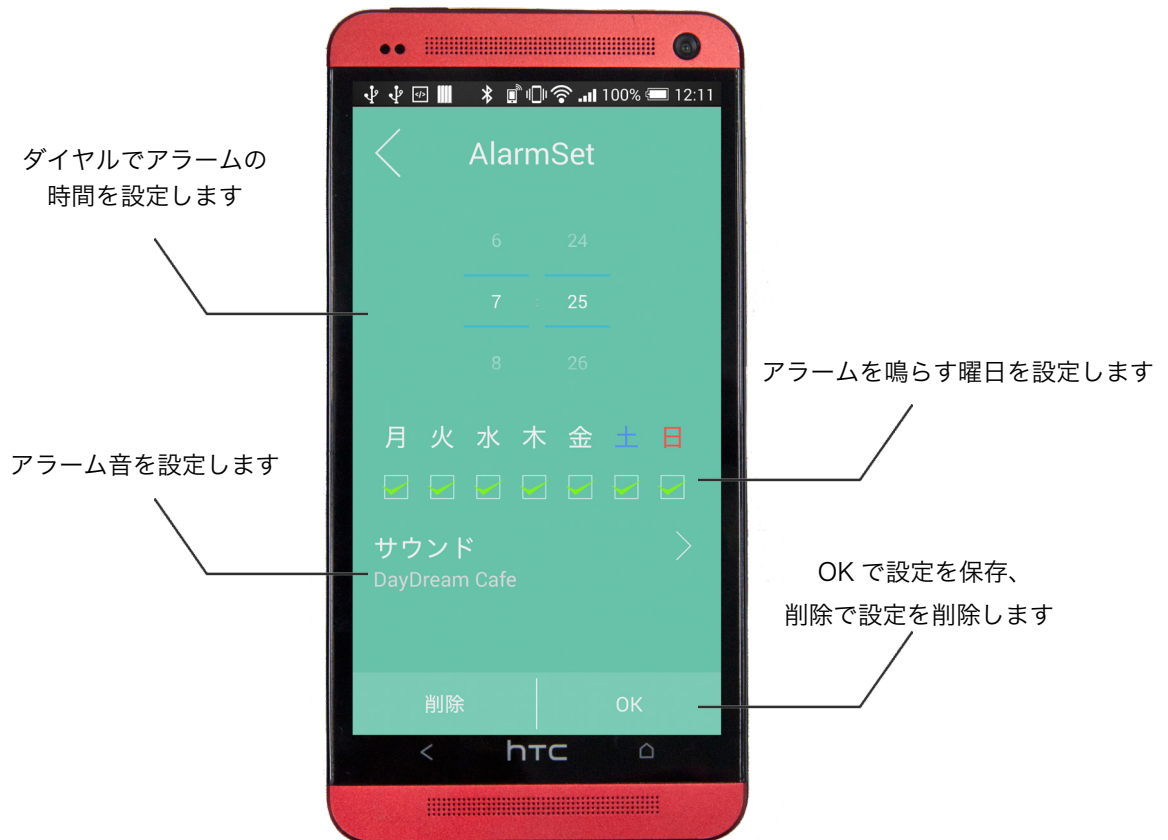 100% 12:11
AlarmSet
ダイヤルでアラームの
時間を設定します
6 24
7 : 25
8 26
アラームを鳴らす曜日を設定します
月 火 水 木 金 土 日
アラーム音を設定します
サウンド
DayDream Cafe
OK で設定を保存、
削除で設定を削除します
削除 OK
hTC